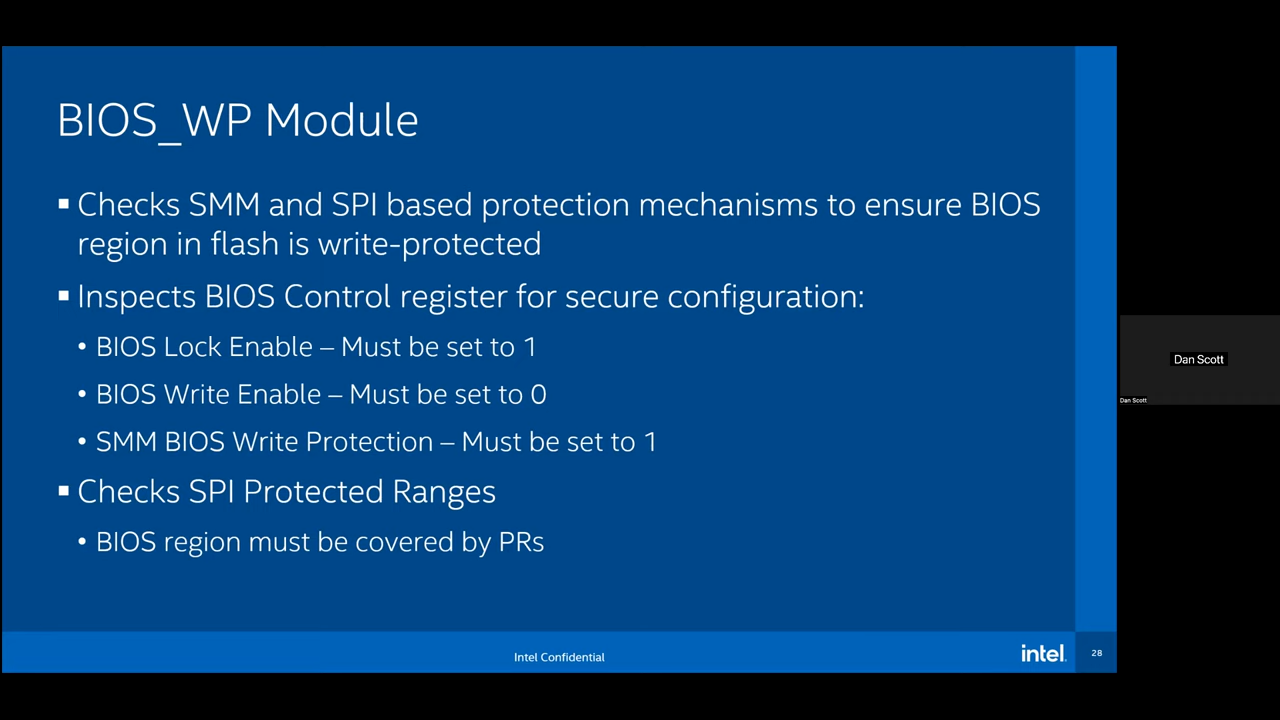 BIOS_WP Module
▪ Checks SMM and SPI based protection mechanisms to ensure BIOS
region in flash is write-protected
▪ Inspects BIOS Control register for secure configuration:
• BIOS Lock Enable – Must be set to 1
• BIOS Write Enable – Must be set to 0
• SMM BIOS Write Protection – Must be set to 1
▪ Checks SPI Protected Ranges
• BIOS region must be covered by PRs
Intel Confidential
intel.
28
Dan Scott
Dan Scott